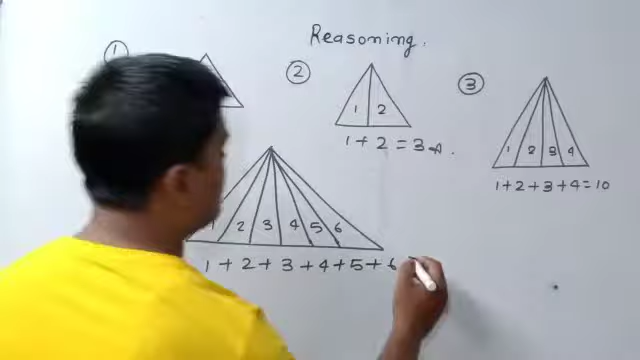 Reasoning.
1
2
1 2
1 + 2 = 3 A.
3
1 2 3 4
1+2+3+4=10
1 2 3 4 5 6
1 + 2 + 3 + 4 + 5 + 6